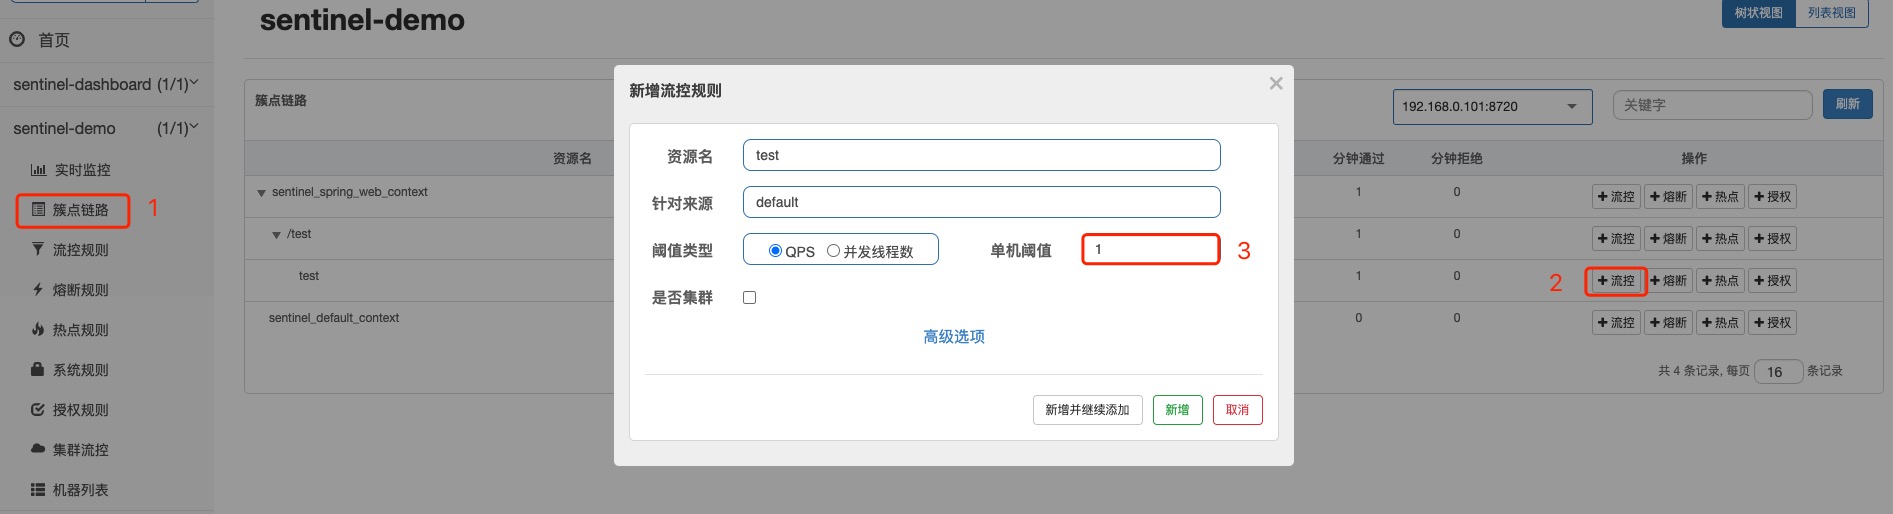 sentinel-demo
树状视图 列表视图
首页
sentinel-dashboard (1/1)
sentinel-demo (1/1)
实时监控
簇点链路 1
流控规则
熔断规则
热点规则
系统规则
授权规则
集群流控
机器列表
簇点链路
192.168.0.101:8720 关键字 刷新
资源名 分钟通过 分钟拒绝 操作
sentinel_spring_web_context 1 0 流控 熔断 热点 授权
/test 1 0 流控 熔断 热点 授权
test 1 0 2 流控 熔断 热点 授权
sentinel_default_context 0 0 流控 熔断 热点 授权
共 4 条记录, 每页 16 条记录
新增流控规则 ×
资源名 test
针对来源 default
阈值类型 QPS 并发线程数 单机阈值 1 3
是否集群
高级选项
新增并继续添加 新增 取消